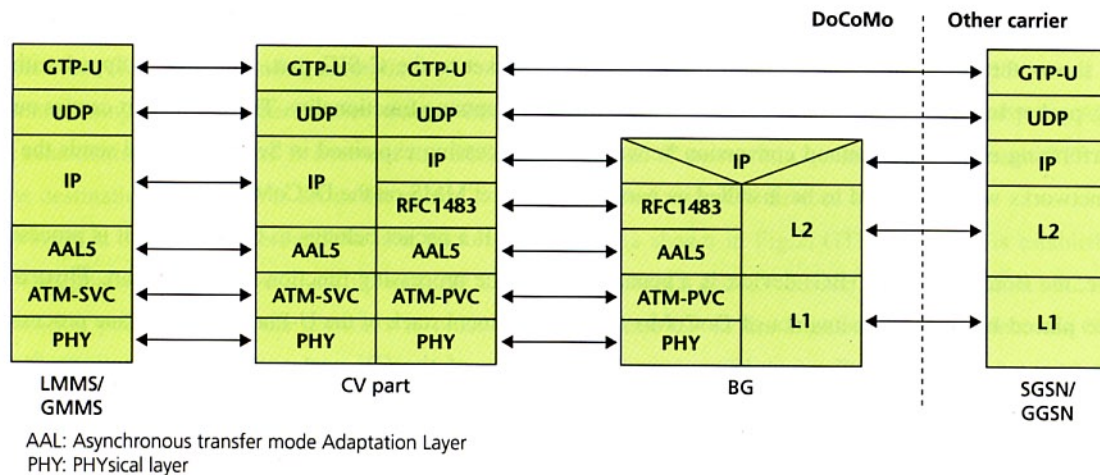 DoCoMo Other carrier
GTP-U GTP-U GTP-U GTP-U
UDP UDP UDP UDP
IP IP IP IP IP
RFC1483 RFC1483 L2 L2
AAL5 AAL5 AAL5 AAL5
ATM-SVC ATM-SVC ATM-PVC ATM-PVC L1 L1
PHY PHY PHY PHY
LMMS/
GMMS
CV part
BG
SGSN/
GGSN
AAL: Asynchronous transfer mode Adaptation Layer
PHY: PHYsical layer